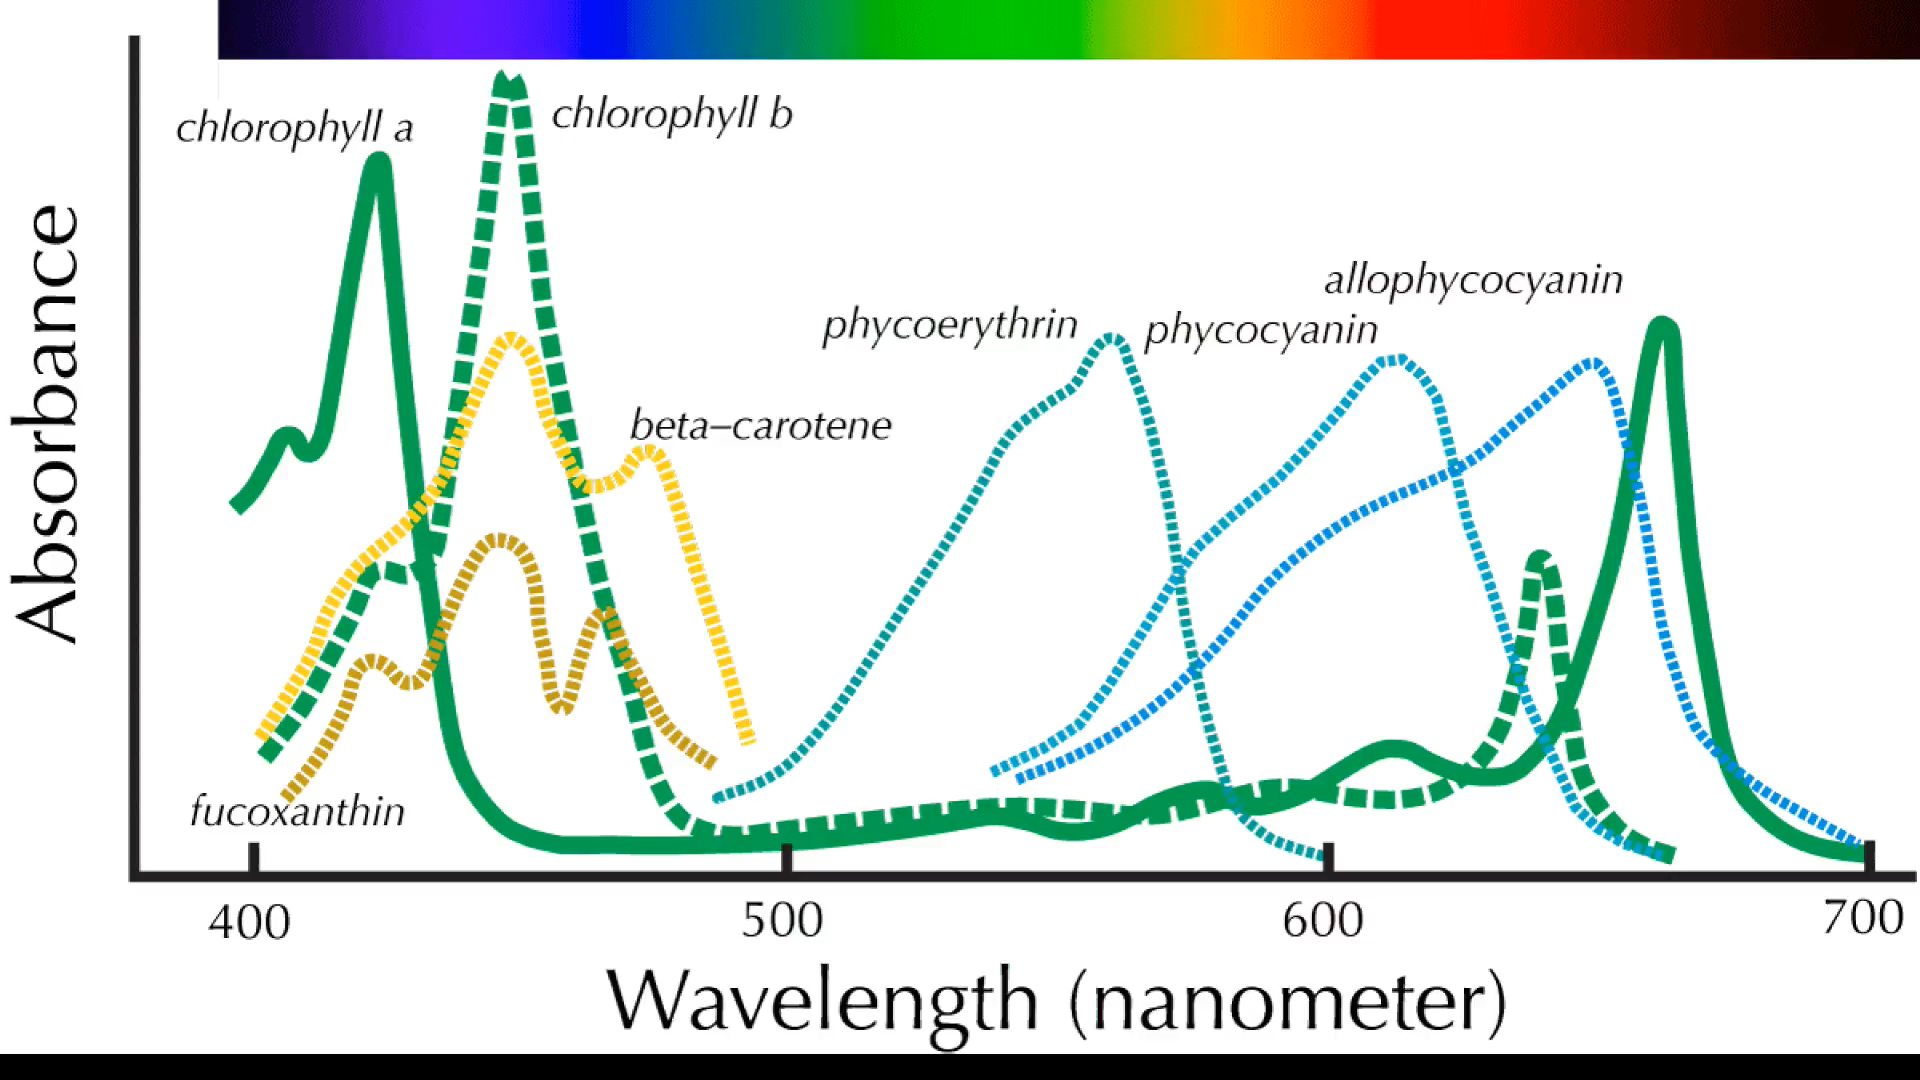 chlorophyll a
chlorophyll b
allophycocyanin
phycoerythrin
phycocyanin
beta–carotene
fucoxanthin
Absorbance
400
500
600
700
Wavelength (nanometer)